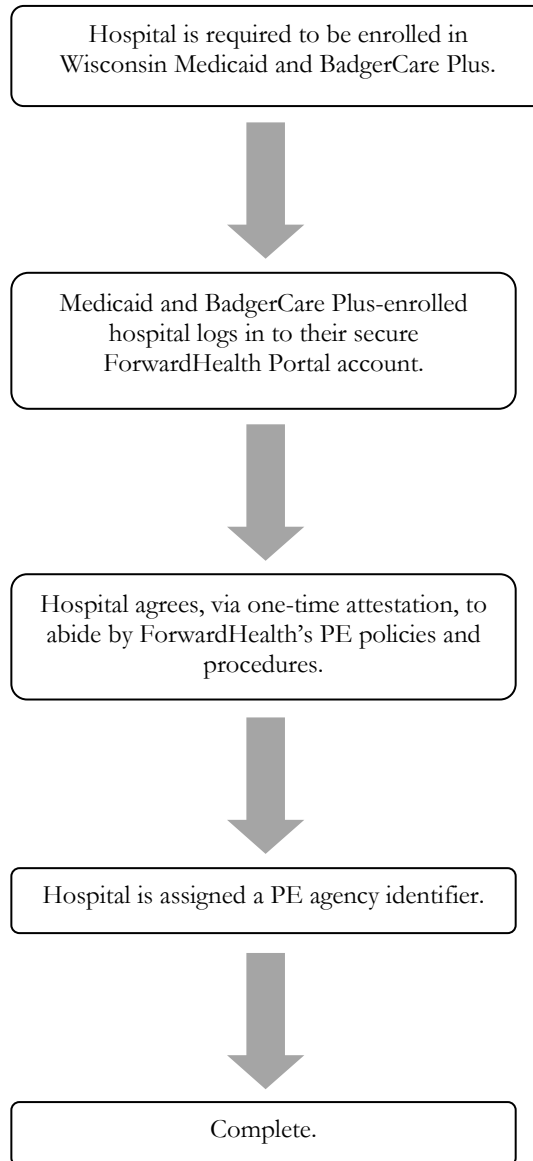 Hospital is required to be enrolled in
Wisconsin Medicaid and BadgerCare Plus.
Medicaid and BadgerCare Plus-enrolled
hospital logs in to their secure
ForwardHealth Portal account.
Hospital agrees, via one-time attestation, to
abide by ForwardHealth's PE policies and
procedures.
Hospital is assigned a PE agency identifier.
Complete.